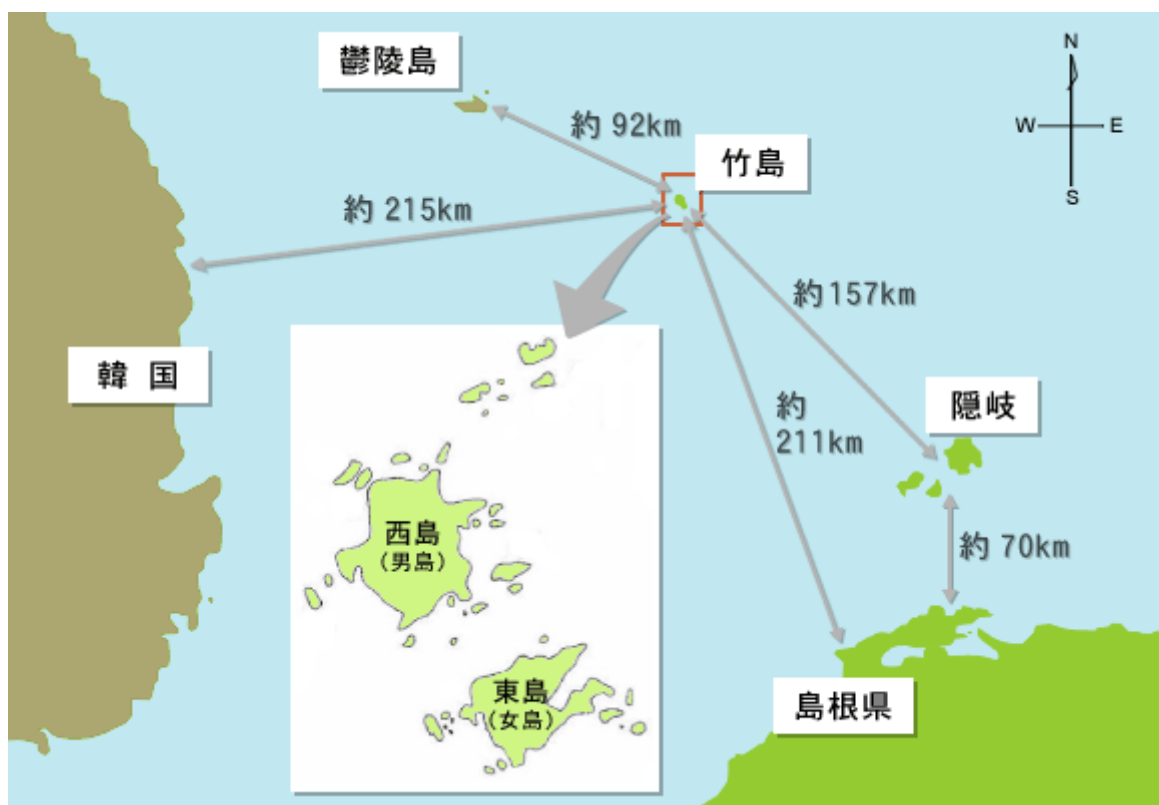 鬱陵島
N
W
E
S
約 92km
竹島
約 215km
約157km
韓 国
隠岐
約
211km
西島
(男島)
約 70km
東島
(女島)
島根県